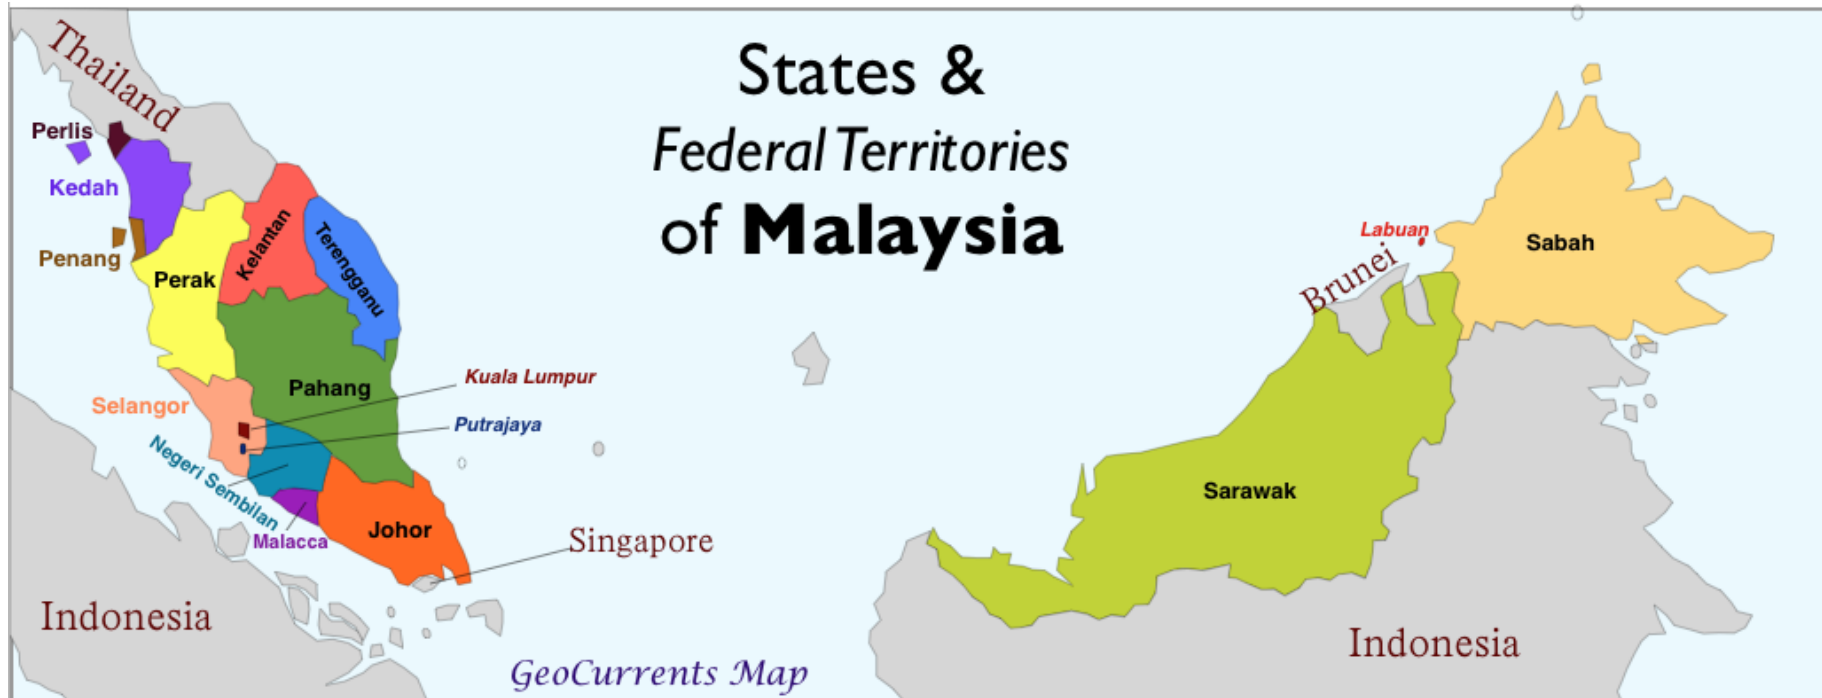 States &
Federal Territories
of Malaysia
Thailand
Perlis
Kedah
Penang
Perak
Kelantan
Terengganu
Pahang
Kuala Lumpur
Selangor
Putrajaya
Negeri Sembilan
Malacca
Johor
Singapore
Indonesia
GeoCurrents Map
Labuan
Brunei
Sabah
Sarawak
Indonesia